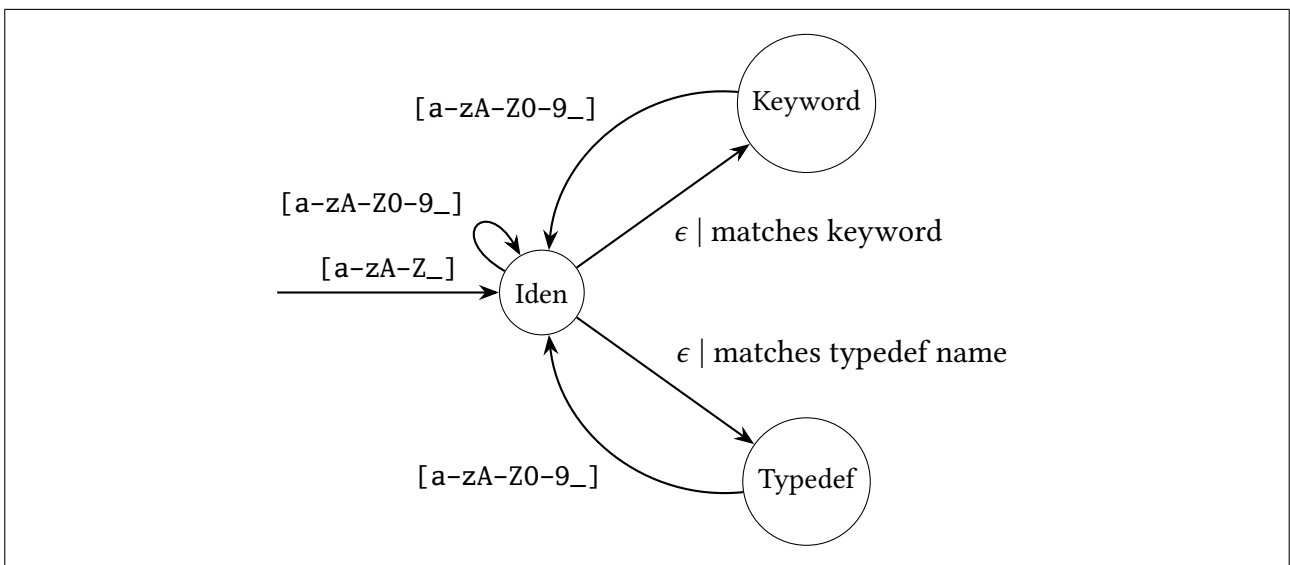 Keyword
[a-zA-Z0-9_]
[a-zA-Z0-9_]
ϵ | matches keyword
[a-zA-Z_]
Iden
ϵ | matches typedef name
[a-zA-Z0-9_]
Typedef